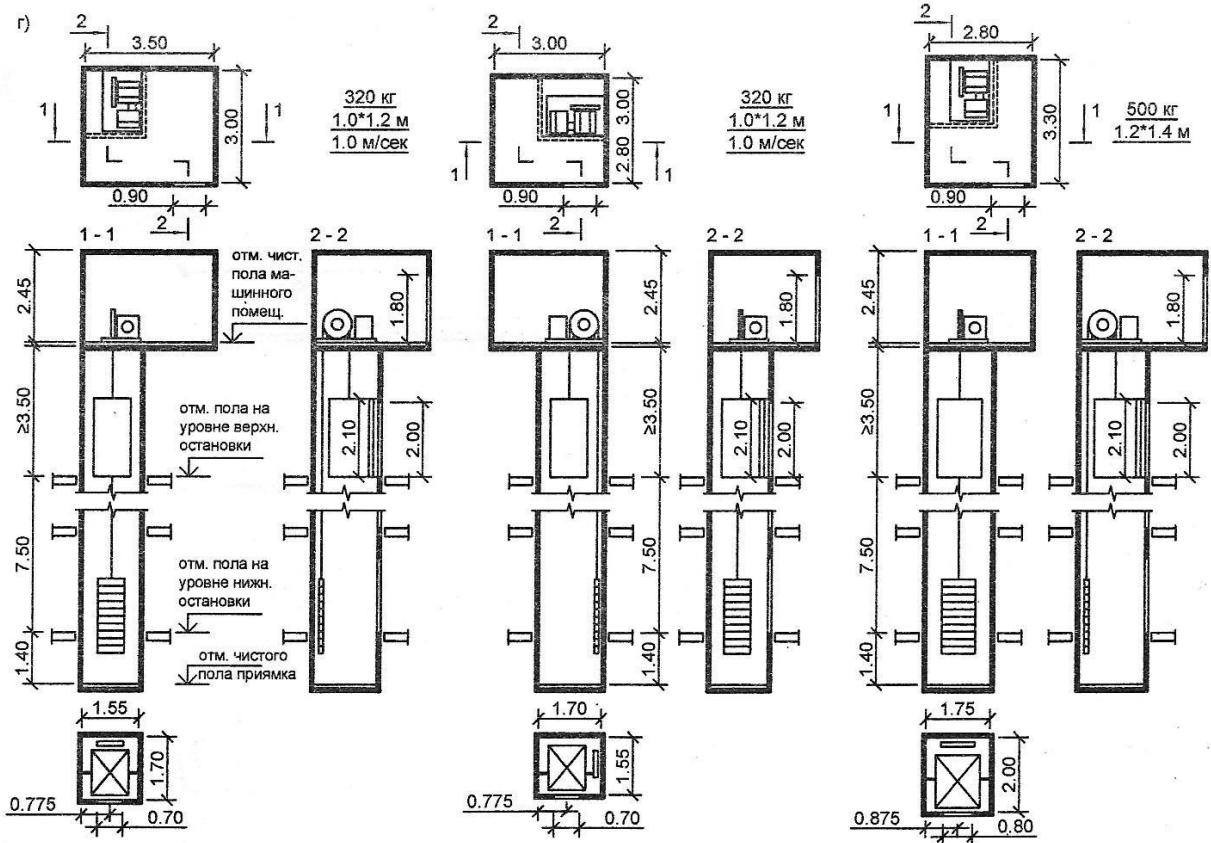 г)
2
3.50
1
1
3.00
320 кг
1.0*1.2 м
1.0 м/сек
0.90
2
2
3.00
1
1
3.00
2.80
320 кг
1.0*1.2 м
1.0 м/сек
0.90
2
2
2.80
1
1
3.30
500 кг
1.2*1.4 м
0.90
2
1 - 1
2 - 2
1 - 1
2 - 2
1 - 1
2 - 2
2.45
отм. чист.
пола ма-
шинного
помещ.
1.80
2.45
1.80
2.45
1.80
≥3.50
отм. пола на
уровне верхн.
остановки
2.10
2.00
≥3.50
2.10
2.00
≥3.50
2.10
2.00
7.50
отм. пола на
уровне нижн.
остановки
7.50
7.50
1.40
отм. чистого
пола приямка
1.40
1.40
1.55
1.70
0.775
0.70
1.70
1.55
0.775
0.70
1.75
2.00
0.875
0.80